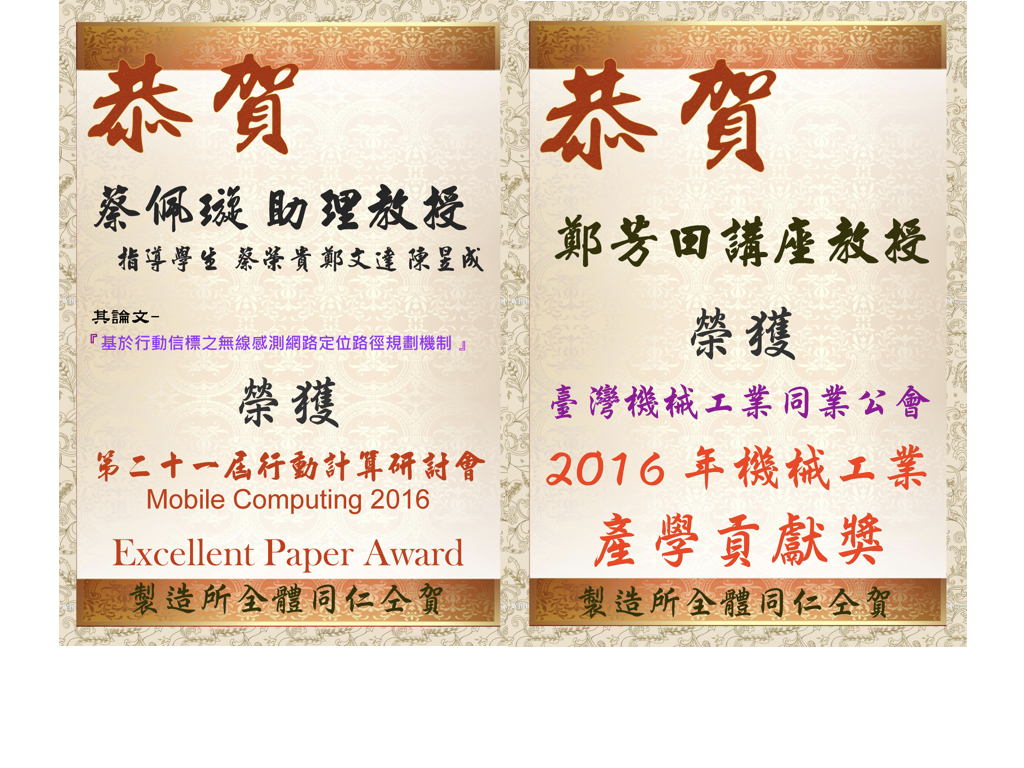 恭賀
蔡佩璇助理教授
指導學生 蔡榮貴 鄭文達 陳昱成
其論文-
『基於行動信標之無線感測網路定位路徑規劃機制 』
榮獲
第二十一屆行動計算研討會
Mobile Computing 2016
Excellent Paper Award
製造所全體同仁仝賀
恭賀
鄭芳田講座教授
榮獲
臺灣機械工業同業公會
2016 年機械工業
產學貢獻獎
製造所全體同仁仝賀